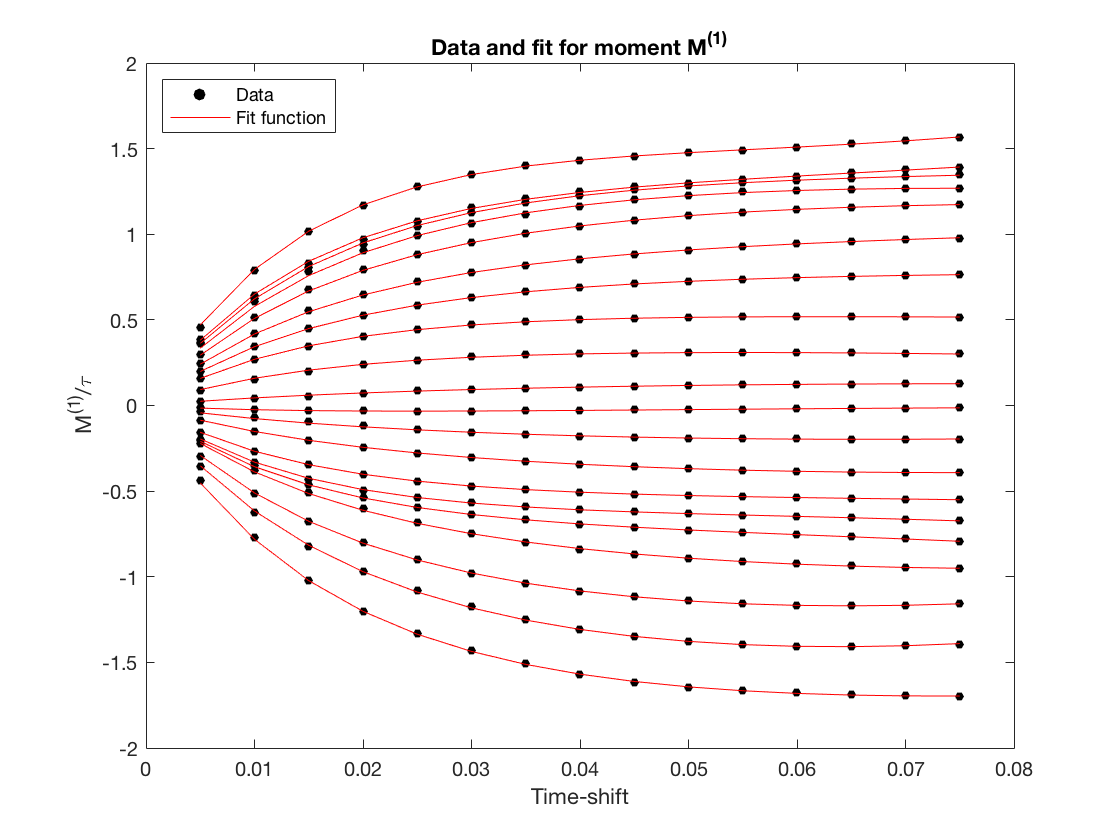 Data and fit for moment M^(1)
Data
Fit function
2
1.5
1
0.5
0
-0.5
-1
-1.5
-2
M^(1)/τ
0 0.01 0.02 0.03 0.04 0.05 0.06 0.07 0.08
Time-shift